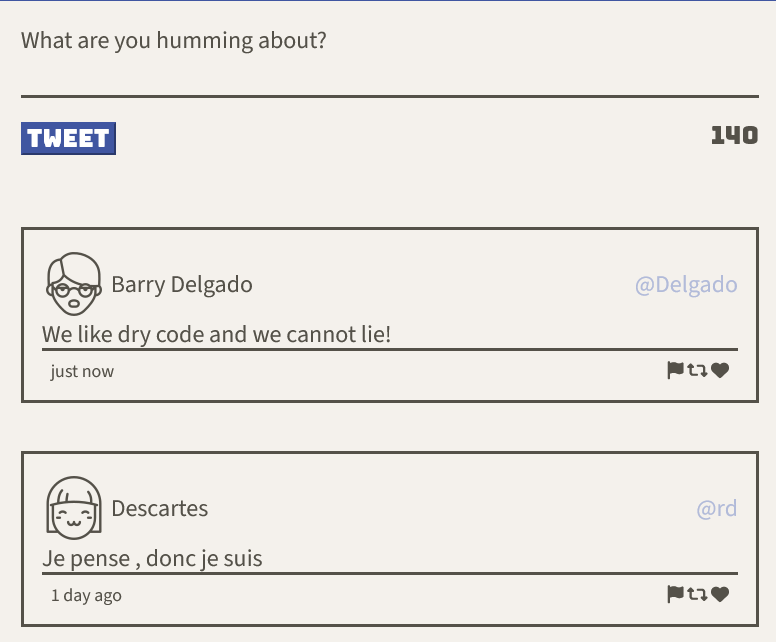 What are you humming about?
TWEET
140
Barry Delgado
@Delgado
We like dry code and we cannot lie!
just now
Descartes
@rd
Je pense , donc je suis
1 day ago